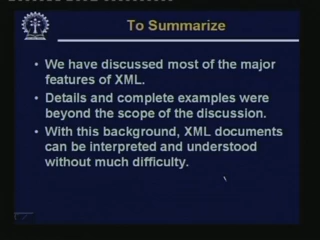 To Summarize
• We have discussed most of the major
features of XML.
• Details and complete examples were
beyond the scope of the discussion.
• With this background, XML documents
can be interpreted and understood
without much difficulty.